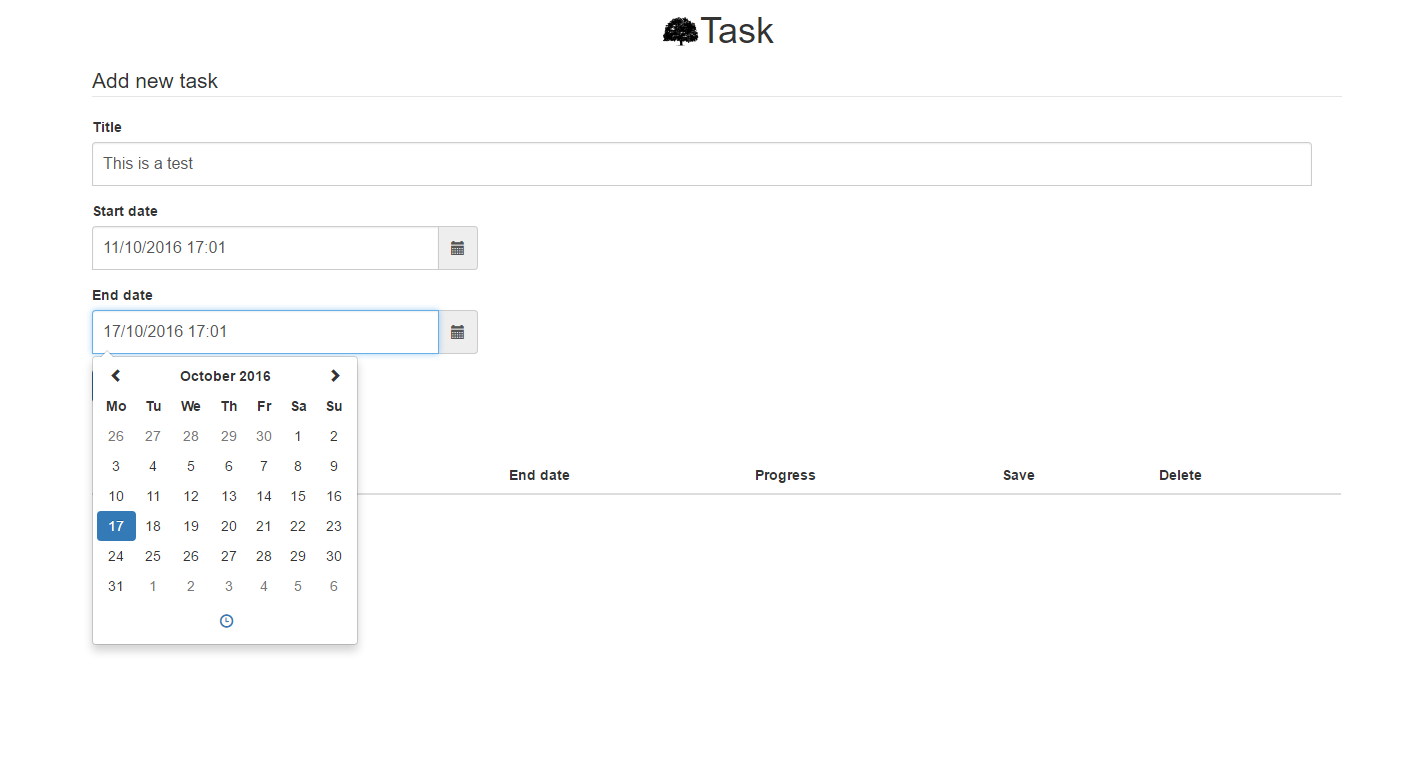 Task
Add new task
Title
This is a test
Start date
11/10/2016 17:01
End date
17/10/2016 17:01
October 2016
Mo Tu We Th Fr Sa Su
26 27 28 29 30 1 2
3 4 5 6 7 8 9
10 11 12 13 14 15 16
17 18 19 20 21 22 23
24 25 26 27 28 29 30
31 1 2 3 4 5 6
End date Progress Save Delete